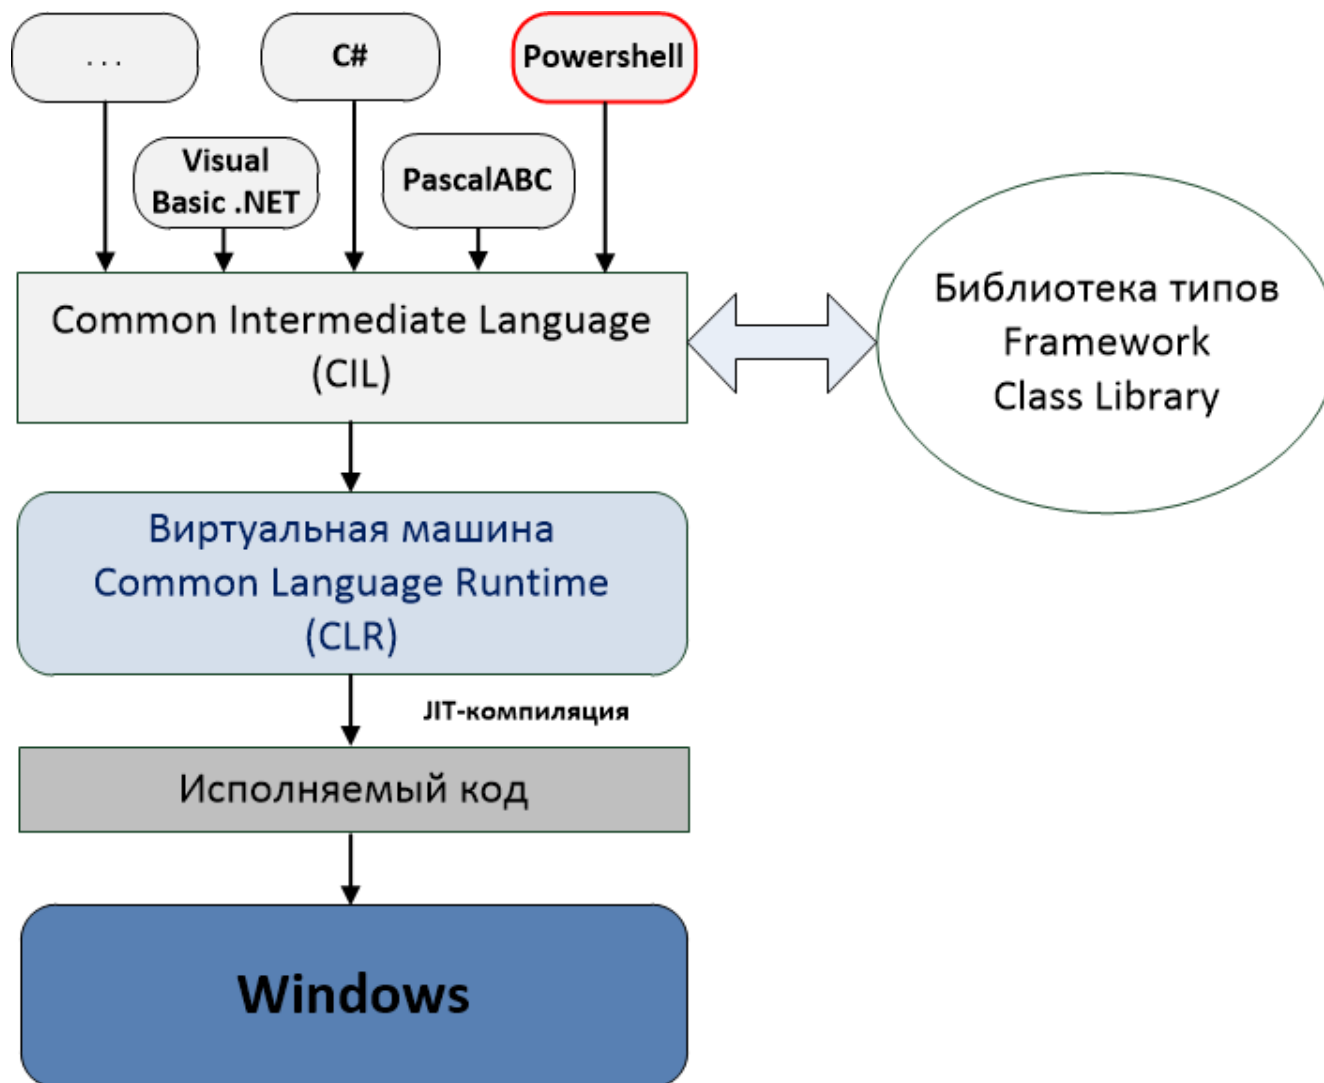 . . .
C#
Powershell
Visual
Basic .NET
PascalABC
Common Intermediate Language
(CIL)
Библиотека типов
Framework
Class Library
Виртуальная машина
Common Language Runtime
(CLR)
JIT-компиляция
Исполняемый код
Windows